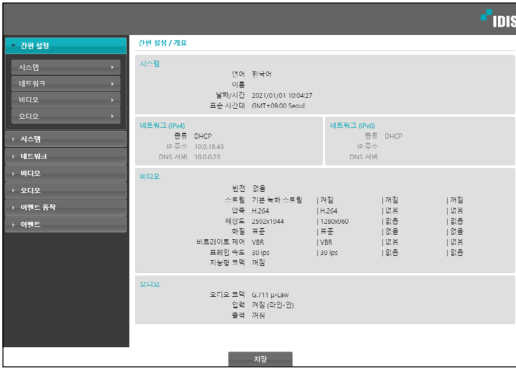 IDIS
간편 설정
시스템
네트워크
비디오
오디오
시스템
네트워크
비디오
오디오
이벤트 동작
이벤트
간편 설정 / 개요
시스템
언어 한국어
이름
날짜/시간 2021/01/01 10:04:27
표준 시간대 GMT+09:00 Seoul
네트워크 (IPv4)
종류 DHCP
IP 주소 10.0.18.43
DNS 서버 10.0.0.23
네트워크 (IPv6)
종류 DHCP
IP 주소
DNS 서버
비디오
버전 없음
스트림 기본 녹화 스트림 | 꺼짐 | 꺼짐 | 꺼짐
압축 H.264 | H.264 | 없음 | 없음
해상도 2592x1944 | 1280x960 | 없음 | 없음
화질 표준 | 표준 | 없음 | 없음
비트레이트 제어 VBR | VBR | 없음 | 없음
프레임 속도 30 ips | 30 ips | 없음 | 없음
지능형 코덱 꺼짐
오디오
오디오 코덱 G.711 μ-Law
입력 꺼짐 (라인-인)
출력 꺼짐
저장